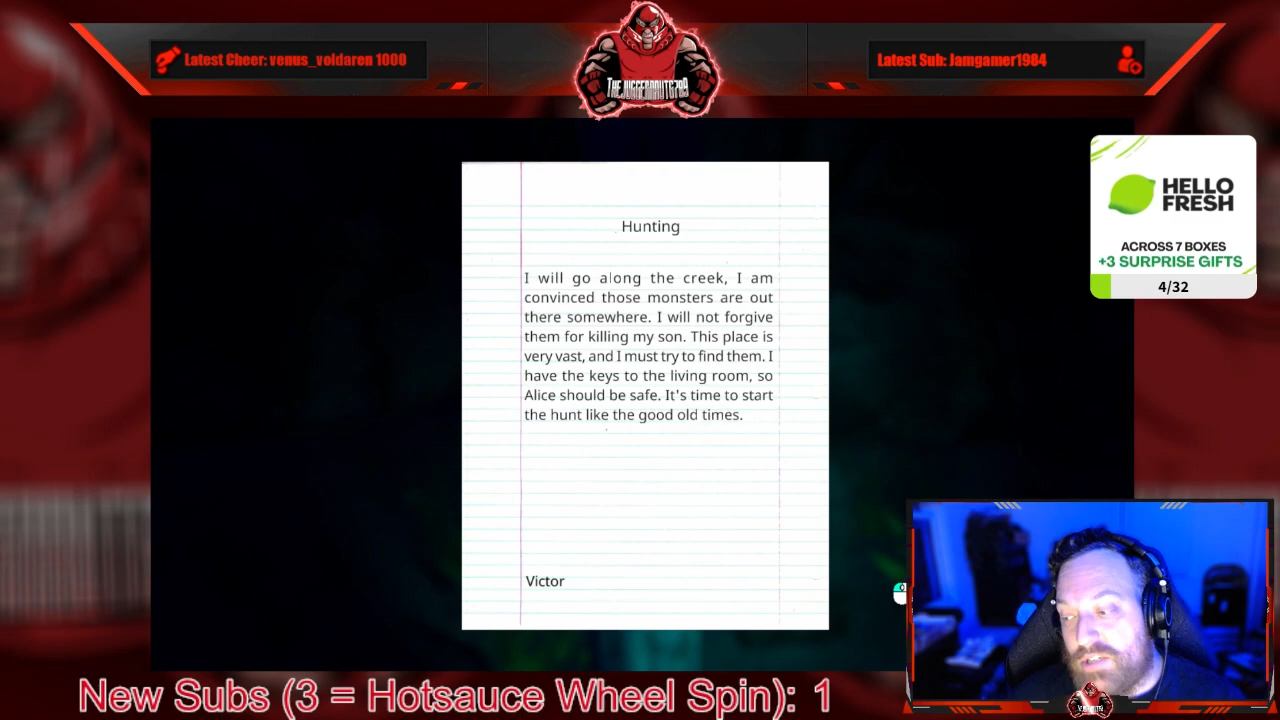 Latest Cheer: venus_voldaren 1000
THEJUGGERNAUT789
Latest Sub: Jamgamer1984
HELLO
FRESH
ACROSS 7 BOXES
+3 SURPRISE GIFTS
4/32
Hunting
I will go along the creek, I am
convinced those monsters are out
there somewhere. I will not forgive
them for killing my son. This place is
very vast, and I must try to find them. I
have the keys to the living room, so
Alice should be safe. It's time to start
the hunt like the good old times.
Victor
New Subs (3 = Hotsauce Wheel Spin): 1